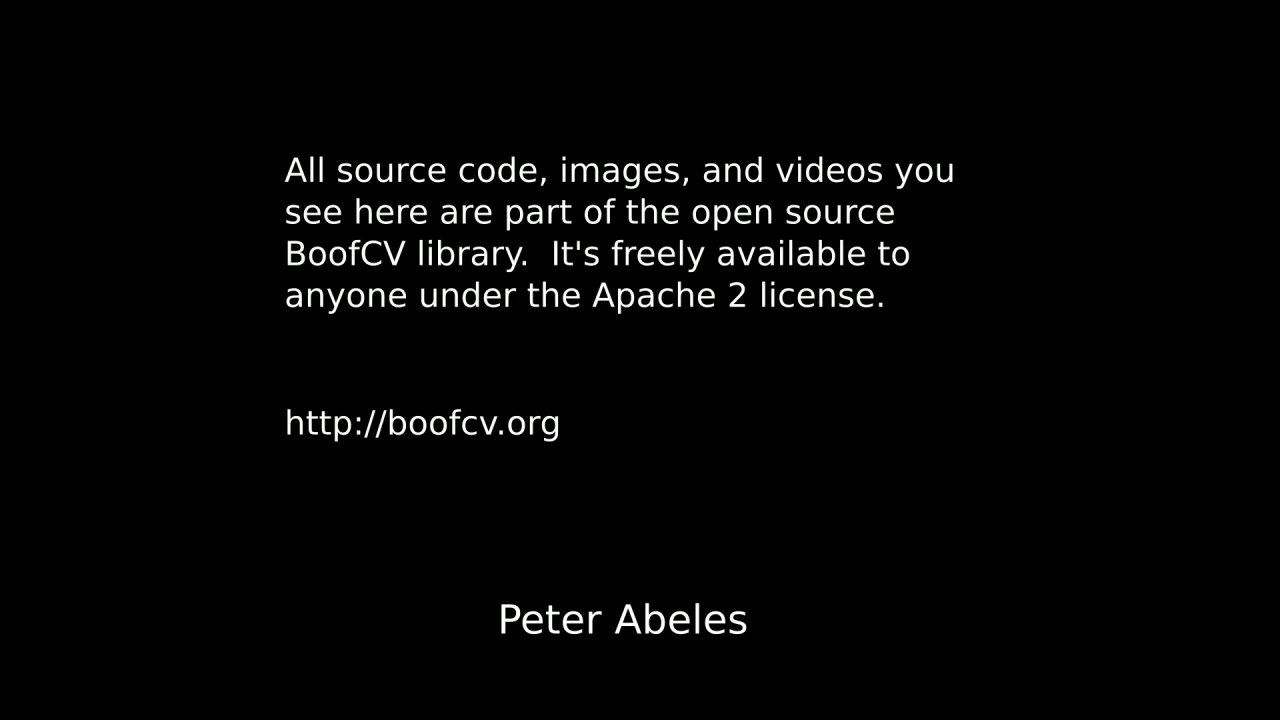 All source code, images, and videos you
see here are part of the open source
BoofCV library.  It's freely available to
anyone under the Apache 2 license.
http://boofcv.org
Peter Abeles